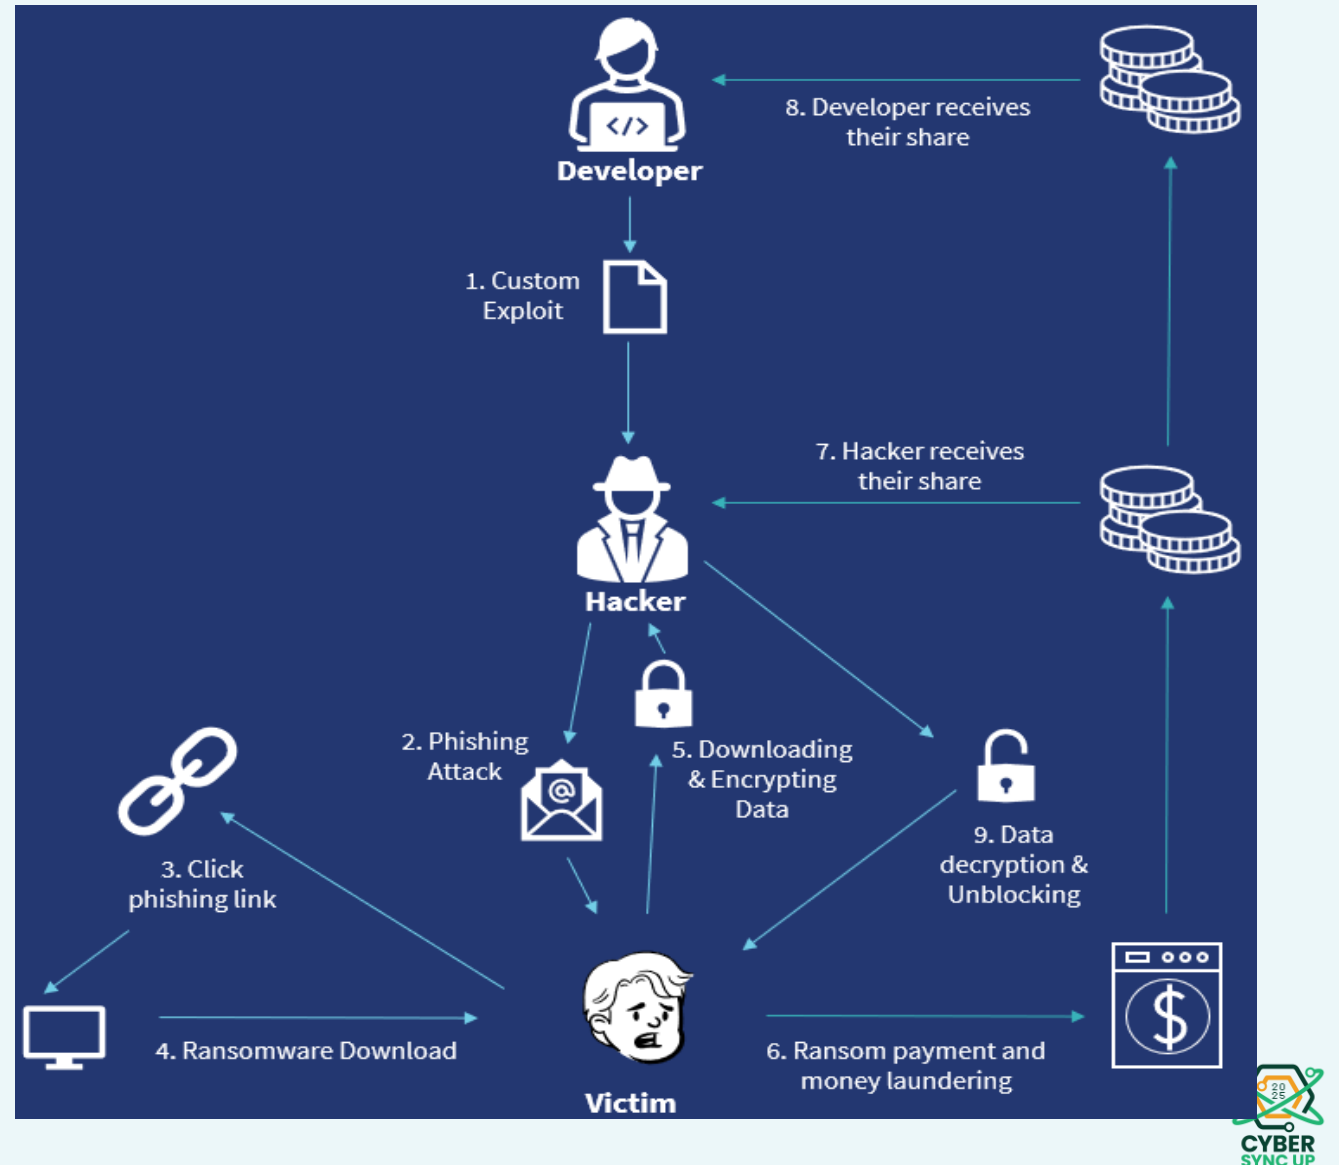 </>
Developer
8. Developer receives
their share
1. Custom
Exploit
7. Hacker receives
their share
Hacker
2. Phishing
Attack
@
5. Downloading
& Encrypting
Data
3. Click
phishing link
9. Data
decryption &
Unblocking
4. Ransomware Download
Victim
6. Ransom payment and
money laundering
$
20
25
CYBER
SYNC UP